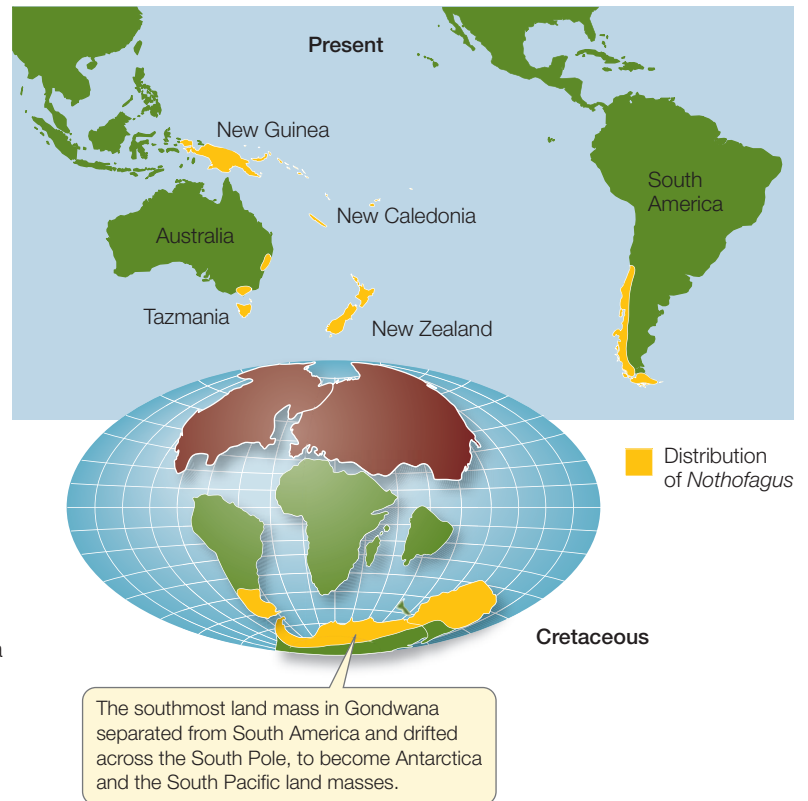 Present
New Guinea
South
America
New Caledonia
Australia
Tazmania
New Zealand
Distribution
of Nothofagus
Cretaceous
a
The southmost land mass in Gondwana
separated from South America and drifted
across the South Pole, to become Antarctica
and the South Pacific land masses.